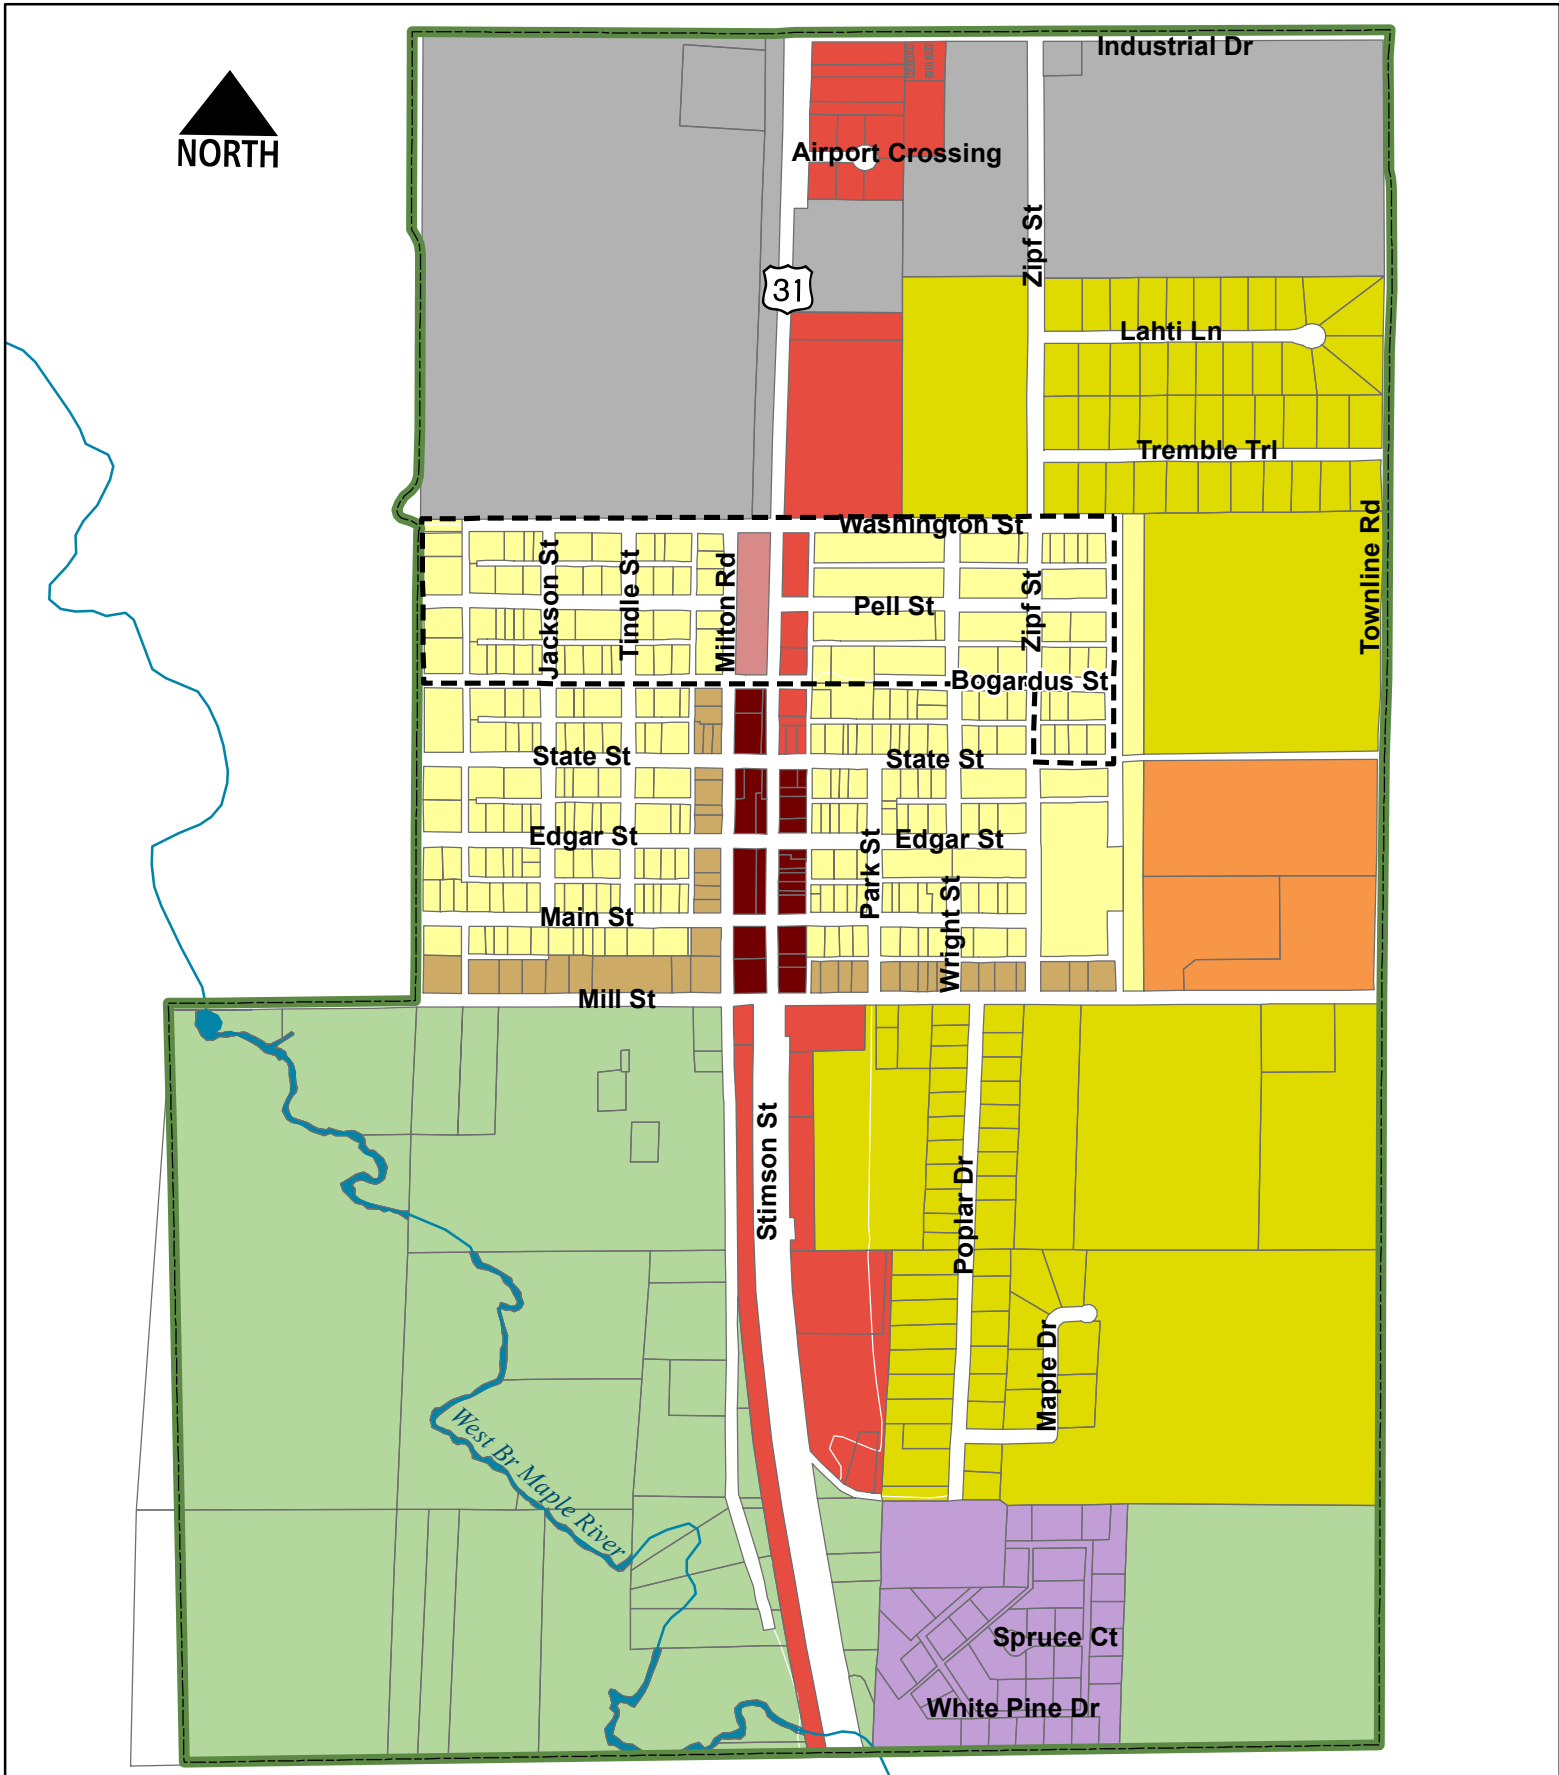 Industrial Dr
NORTH
Airport Crossing
Zipf St
31
Lahti Ln
Tremble Trl
Washington St
Townline Rd
Jackson St
Tindle St
Milton Rd
Pell St
Zipf St
Bogardus St
State St
State St
Edgar St
Edgar St
Park St
Main St
Wright St
Mill St
Stimson St
Poplar Dr
Maple Dr
West Br Maple River
Spruce Ct
White Pine Dr